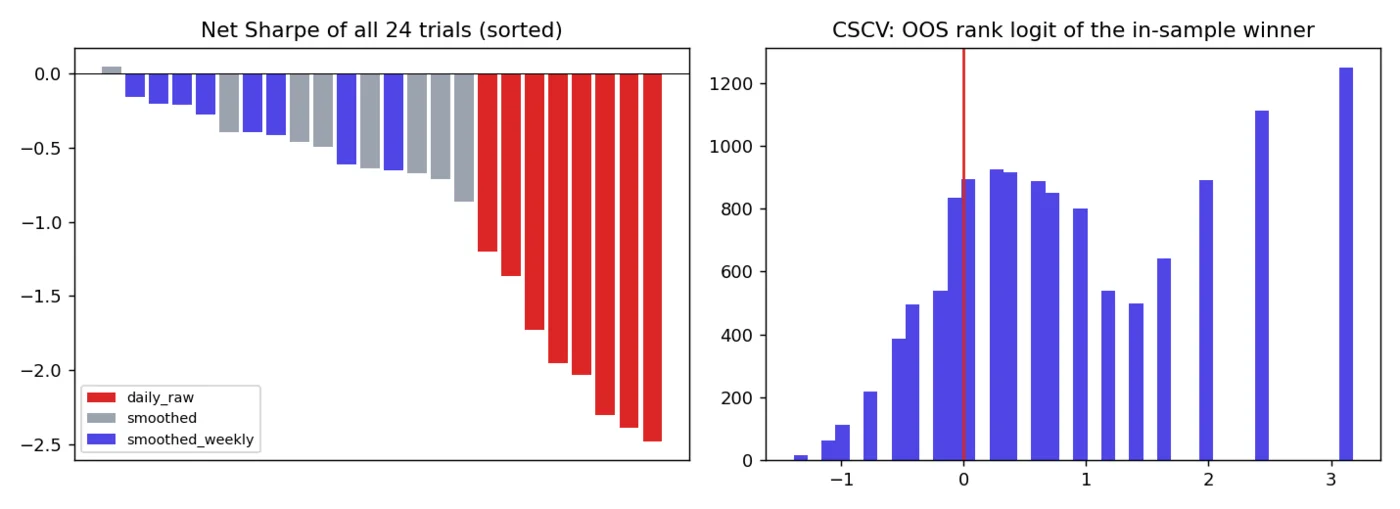 Net Sharpe of all 24 trials (sorted)
0.0
−0.5
−1.0
−1.5
−2.0
−2.5
daily_raw
smoothed
smoothed_weekly
CSCV: OOS rank logit of the in-sample winner
1200
1000
800
600
400
200
0
−1 0 1 2 3